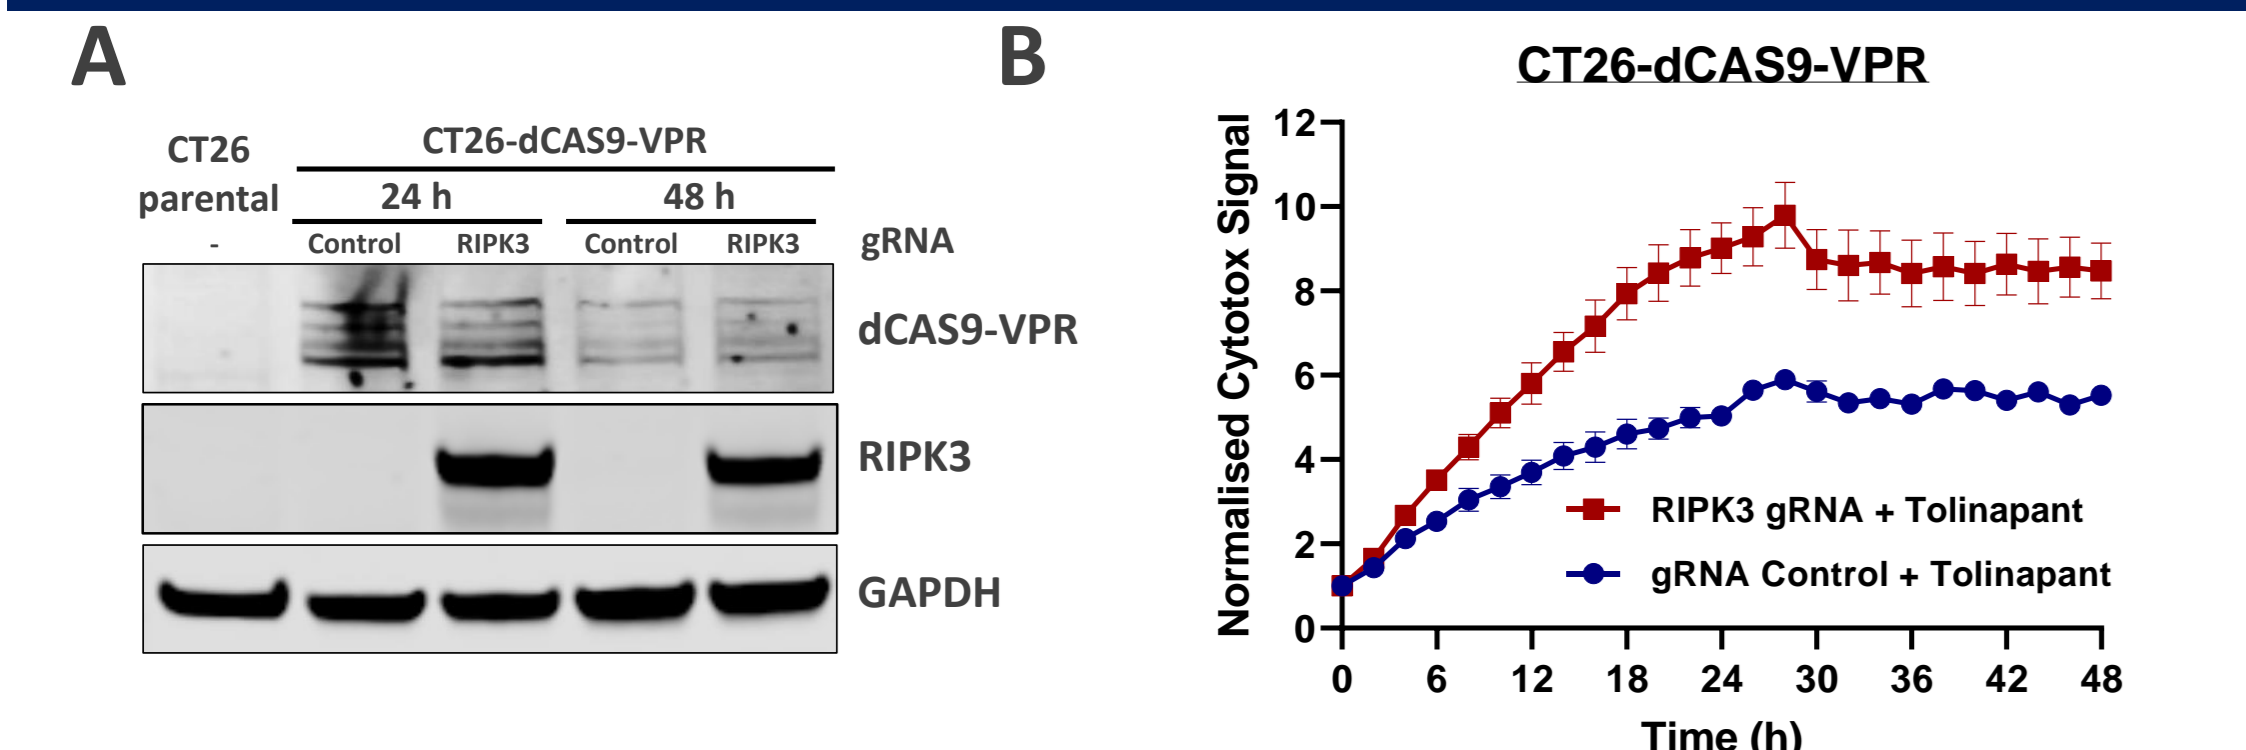 A
CT26
parental
CT26-dCAS9-VPR
24 h
48 h
-
Control
RIPK3
Control
RIPK3
gRNA
dCAS9-VPR
RIPK3
GAPDH
B
CT26-dCAS9-VPR
Normalised Cytotox Signal
12
10
8
6
4
2
0
RIPK3 gRNA + Tolinapant
gRNA Control + Tolinapant
0 6 12 18 24 30 36 42 48
Time (h)